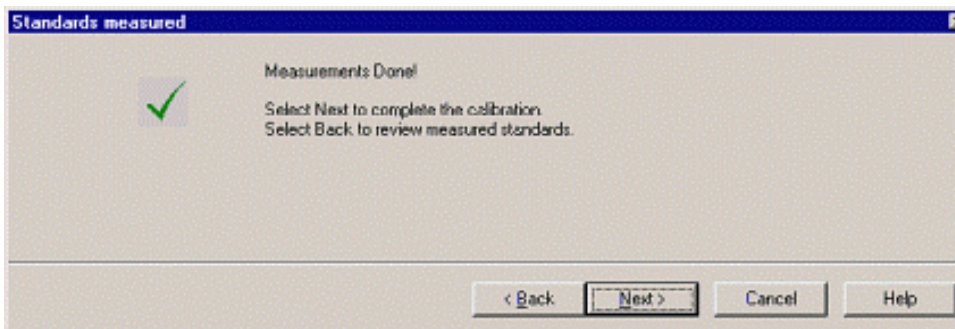 Standards measured
Measurements Done!
Select Next to complete the calibration.
Select Back to review measured standards.
< Back
Next >
Cancel
Help